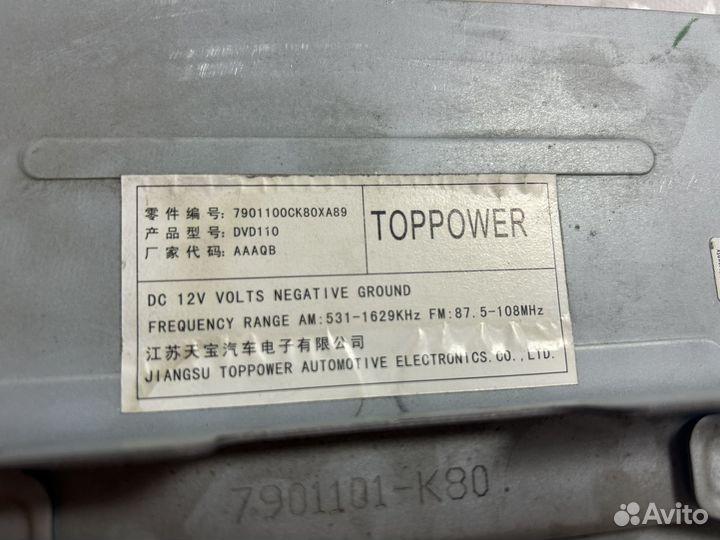 零件编号: 7901100CK80XA89
产品型号: DVD110
厂家代码: AAAQB
TOPPOWER
DC 12V VOLTS NEGATIVE GROUND
FREQUENCY RANGE AM:531-1629KHz FM:87.5-108MHz
江苏天宝汽车电子有限公司
JIANGSU TOPPOWER AUTOMOTIVE ELECTRONICS.CO.,LTD.
7901101-K80
Avito